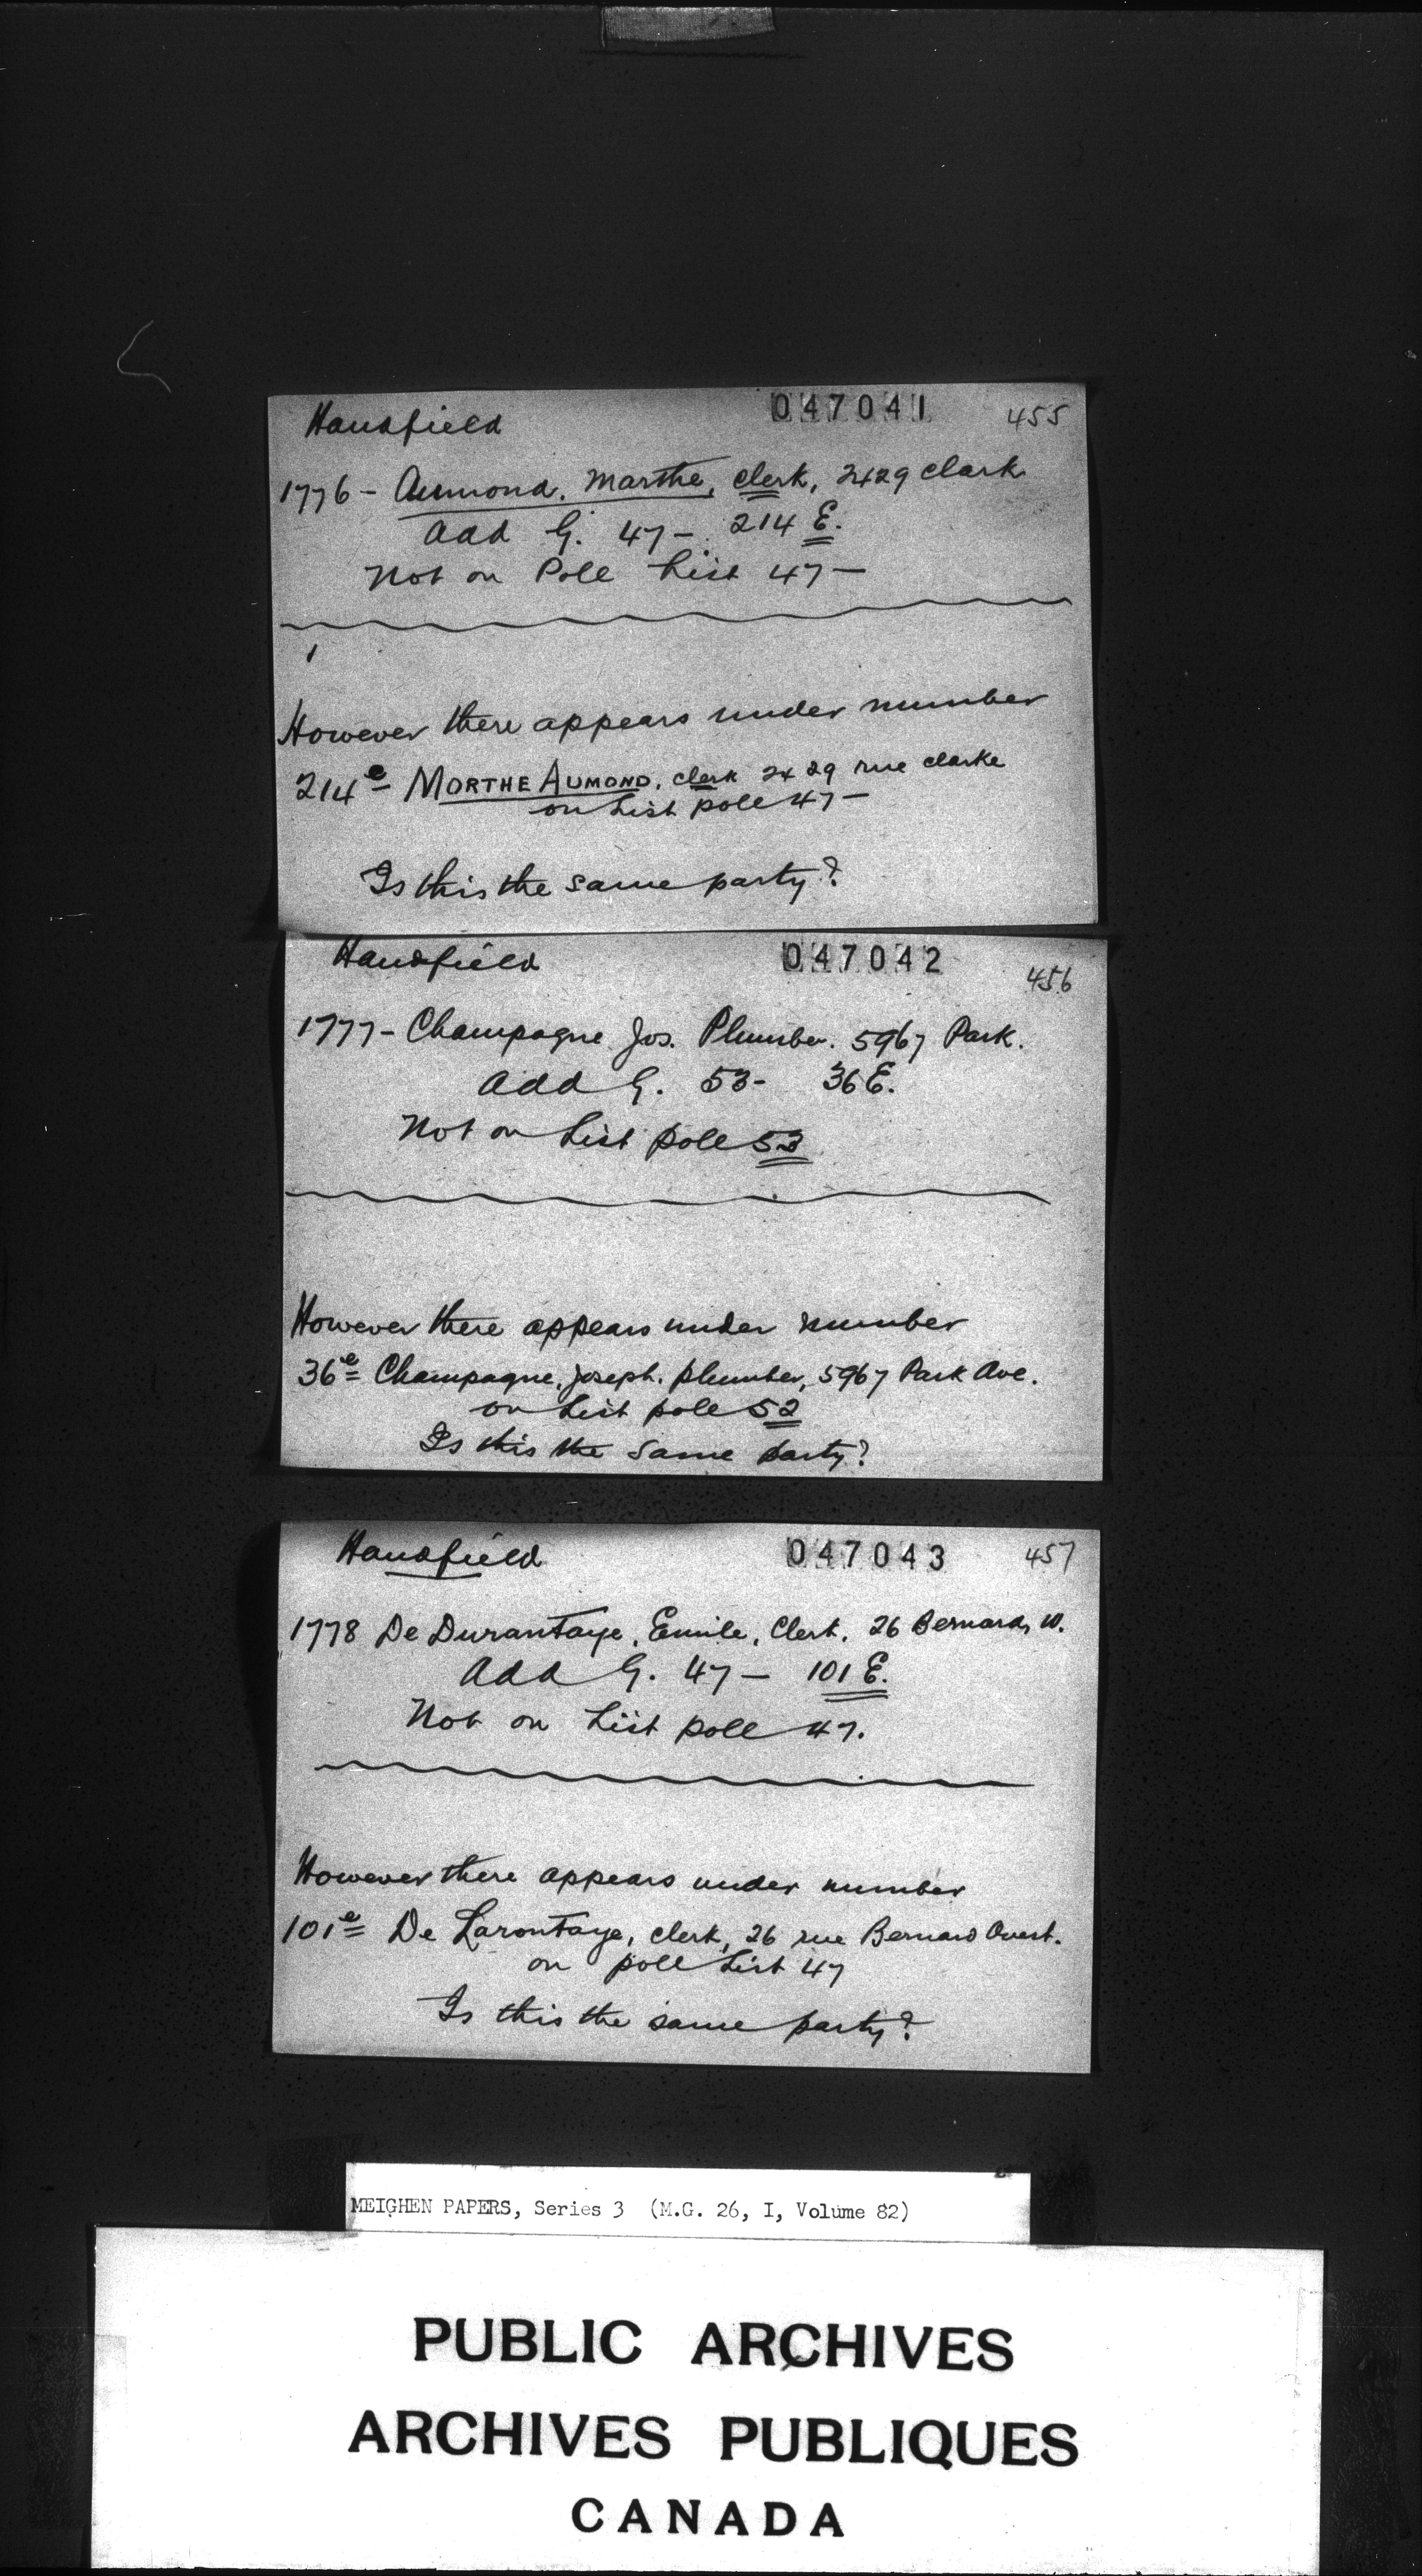 Handfield 047041 455
1776 - Aumond, Marthe, clerk, 2429 Clark
Add G. 47 - 214 E.
Not on Poll List 47 -
However there appears under number
214e MORTHE AUMOND, clerk 2429 rue clarke
on List poll 47 -
Is this the same party?
Handfield 047042 456
1777 - Champagne Jos. Plumber. 5967 Park.
Add G. 53 - 36 E.
Not on List poll 53
However there appears under number
36e Champagne, Joseph. plumber, 5967 Park Ave.
on List poll 52
Is this the same party?
Handfield 047043 457
1778 De Durantaye, Emile, Clerk, 26 Bernard, W.
Add G. 47 - 101 E.
Not on List poll 47.
However there appears under number
101e De Larontaye, clerk, 26 rue Bernard Ouest.
on poll List 47
Is this the same party?
MEIGHEN PAPERS, Series 3 (M.G. 26, I, Volume 82)
PUBLIC ARCHIVES
ARCHIVES PUBLIQUES
CANADA